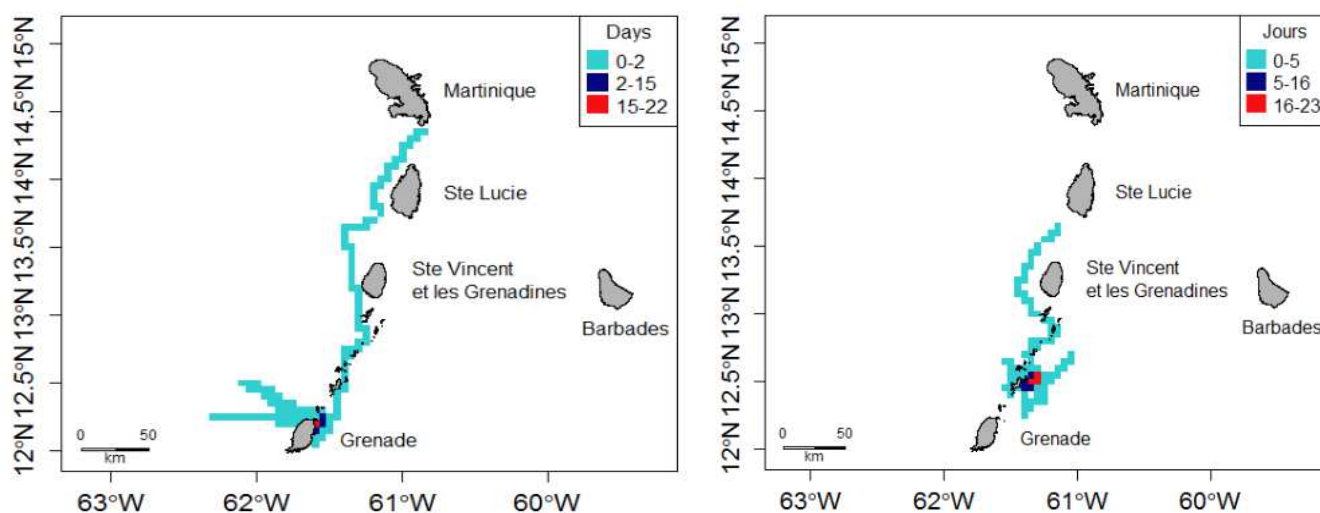 Days
0-2
2-15
15-22
Martinique
Ste Lucie
Ste Vincent
et les Grenadines
Barbades
Grenade
0 50
km
12°N 12.5°N 13°N 13.5°N 14°N 14.5°N 15°N
63°W 62°W 61°W 60°W
Jours
0-5
5-16
16-23
Martinique
Ste Lucie
Ste Vincent
et les Grenadines
Barbades
Grenade
0 50
km
12°N 12.5°N 13°N 13.5°N 14°N 14.5°N 15°N
63°W 62°W 61°W 60°W